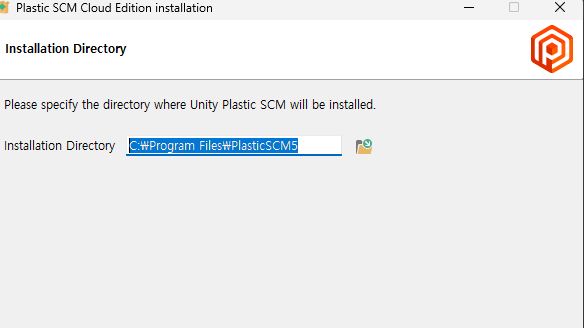 Plastic SCM Cloud Edition installation
Installation Directory
Please specify the directory where Unity Plastic SCM will be installed.
Installation Directory C:₩Program Files₩PlasticSCM5